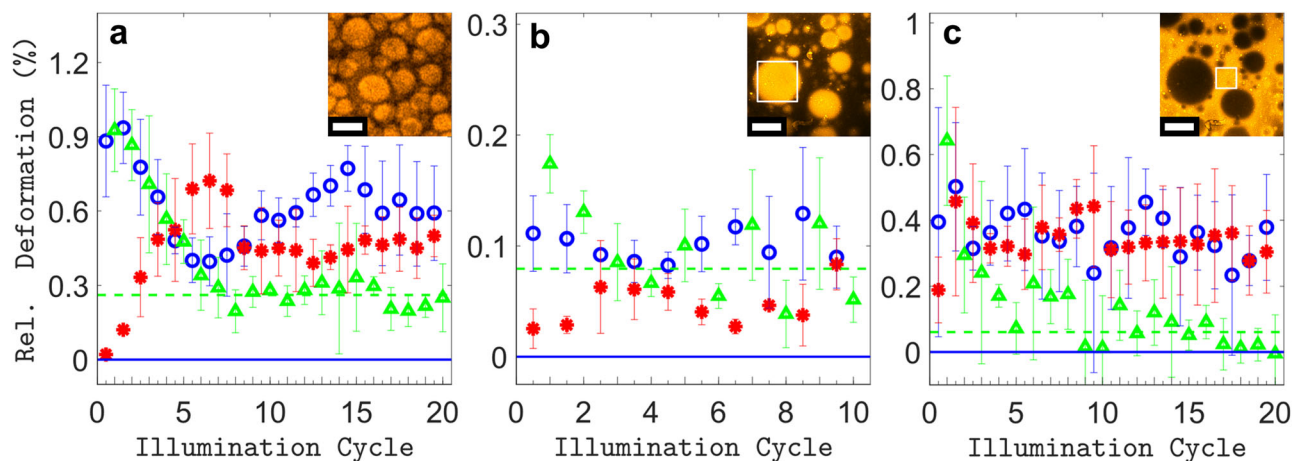 a
b
c
Rel. Deformation (%)
1.2
0.9
0.6
0.3
0
0.3
0.2
0.1
0
1
0.8
0.6
0.4
0.2
0
0 5 10 15 20
0 2 4 6 8 10
0 5 10 15 20
Illumination Cycle
Illumination Cycle
Illumination Cycle